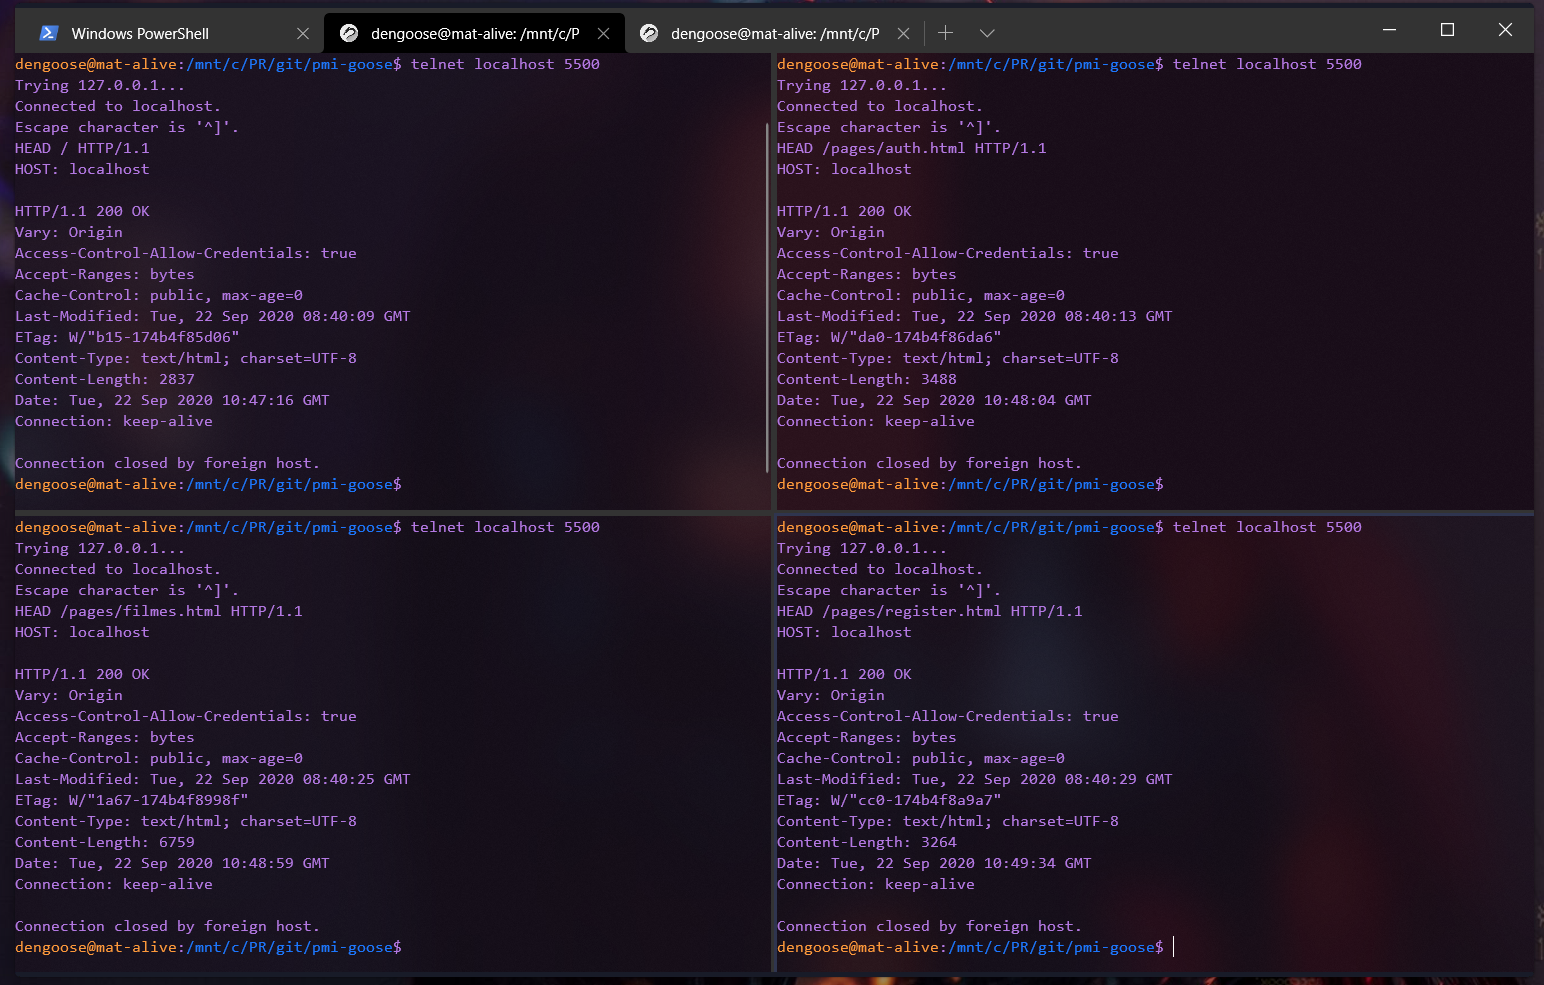 Windows PowerShell
dengoose@mat-alive: /mnt/c/P
dengoose@mat-alive: /mnt/c/P
dengoose@mat-alive:/mnt/c/PR/git/pmi-goose$ telnet localhost 5500
Trying 127.0.0.1...
Connected to localhost.
Escape character is '^]'.
HEAD / HTTP/1.1
HOST: localhost
HTTP/1.1 200 OK
Vary: Origin
Access-Control-Allow-Credentials: true
Accept-Ranges: bytes
Cache-Control: public, max-age=0
Last-Modified: Tue, 22 Sep 2020 08:40:09 GMT
ETag: W/"b15-174b4f85d06"
Content-Type: text/html; charset=UTF-8
Content-Length: 2837
Date: Tue, 22 Sep 2020 10:47:16 GMT
Connection: keep-alive
Connection closed by foreign host.
dengoose@mat-alive:/mnt/c/PR/git/pmi-goose$
dengoose@mat-alive:/mnt/c/PR/git/pmi-goose$ telnet localhost 5500
Trying 127.0.0.1...
Connected to localhost.
Escape character is '^]'.
HEAD /pages/auth.html HTTP/1.1
HOST: localhost
HTTP/1.1 200 OK
Vary: Origin
Access-Control-Allow-Credentials: true
Accept-Ranges: bytes
Cache-Control: public, max-age=0
Last-Modified: Tue, 22 Sep 2020 08:40:13 GMT
ETag: W/"da0-174b4f86da6"
Content-Type: text/html; charset=UTF-8
Content-Length: 3488
Date: Tue, 22 Sep 2020 10:48:04 GMT
Connection: keep-alive
Connection closed by foreign host.
dengoose@mat-alive:/mnt/c/PR/git/pmi-goose$
dengoose@mat-alive:/mnt/c/PR/git/pmi-goose$ telnet localhost 5500
Trying 127.0.0.1...
Connected to localhost.
Escape character is '^]'.
HEAD /pages/filmes.html HTTP/1.1
HOST: localhost
HTTP/1.1 200 OK
Vary: Origin
Access-Control-Allow-Credentials: true
Accept-Ranges: bytes
Cache-Control: public, max-age=0
Last-Modified: Tue, 22 Sep 2020 08:40:25 GMT
ETag: W/"1a67-174b4f8998f"
Content-Type: text/html; charset=UTF-8
Content-Length: 6759
Date: Tue, 22 Sep 2020 10:48:59 GMT
Connection: keep-alive
Connection closed by foreign host.
dengoose@mat-alive:/mnt/c/PR/git/pmi-goose$
dengoose@mat-alive:/mnt/c/PR/git/pmi-goose$ telnet localhost 5500
Trying 127.0.0.1...
Connected to localhost.
Escape character is '^]'.
HEAD /pages/register.html HTTP/1.1
HOST: localhost
HTTP/1.1 200 OK
Vary: Origin
Access-Control-Allow-Credentials: true
Accept-Ranges: bytes
Cache-Control: public, max-age=0
Last-Modified: Tue, 22 Sep 2020 08:40:29 GMT
ETag: W/"cc0-174b4f8a9a7"
Content-Type: text/html; charset=UTF-8
Content-Length: 3264
Date: Tue, 22 Sep 2020 10:49:34 GMT
Connection: keep-alive
Connection closed by foreign host.
dengoose@mat-alive:/mnt/c/PR/git/pmi-goose$